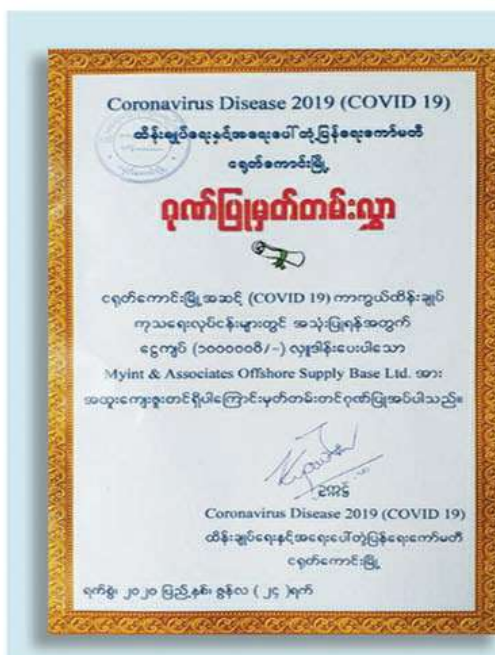 Coronavirus Disease 2019 (COVID 19)
ထိန်းချုပ်ရေးနှင့်အရေးပေါ်တုံ့ပြန်ရေးကော်မတီ
ငရုတ်ကောင်းမြို့
ဂုဏ်ပြုမှတ်တမ်းလွှာ
ငရုတ်ကောင်းမြို့အဆင့် (COVID 19) ကာကွယ်ထိန်းချုပ်
ကုသရေးလုပ်ငန်းများတွင် အသုံးပြုရန်အတွက်
ငွေကျပ် (၁၀၀၀၀၀၀ိ/-) လှူဒါန်းပေးပါသော
Myint & Associates Offshore Supply Base Ltd. အား
အထူးကျေးဇူးတင်ရှိပါကြောင်းမှတ်တမ်းတင်ဂုဏ်ပြုအပ်ပါသည်။
ဥက္ကဋ္ဌ
Coronavirus Disease 2019 (COVID 19)
ထိန်းချုပ်ရေးနှင့်အရေးပေါ်တုံ့ပြန်ရေးကော်မတီ
ငရုတ်ကောင်းမြို့
ရက်စွဲ၊ ၂၀၂၀ ပြည့်နှစ်၊ ဇွန်လ ( ၂၄ )ရက်